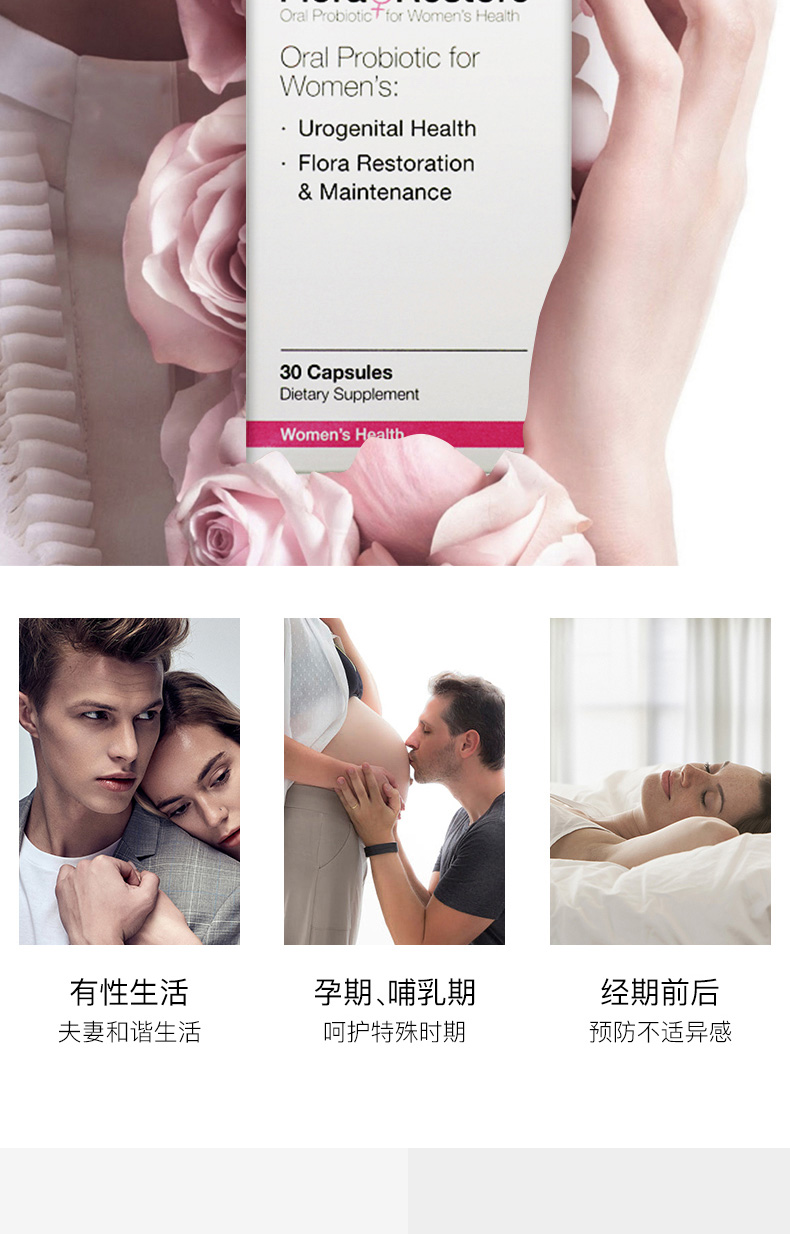 Oral Probiotic for Women's Health
Oral Probiotic for
Women's:
· Urogenital Health
· Flora Restoration
& Maintenance
30 Capsules
Dietary Supplement
Women's Health
有性生活
夫妻和谐生活
孕期、哺乳期
呵护特殊时期
经期前后
预防不适异感